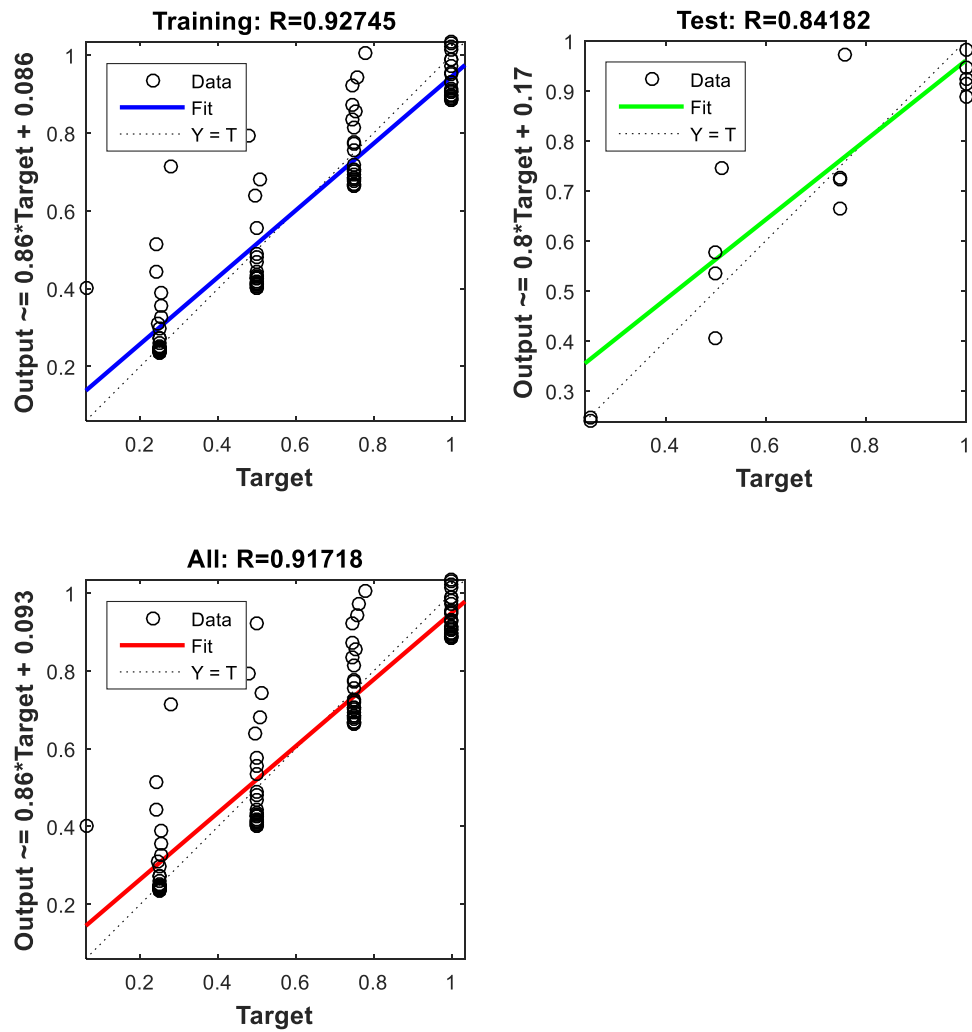 Training: R=0.92745
Output ~= 0.86*Target + 0.086
1
0.8
0.6
0.4
0.2
Data
Fit
Y = T
0.2 0.4 0.6 0.8 1
Target
Test: R=0.84182
Output ~= 0.8*Target + 0.17
1
0.9
0.8
0.7
0.6
0.5
0.4
0.3
Data
Fit
Y = T
0.4 0.6 0.8 1
Target
All: R=0.91718
Output ~= 0.86*Target + 0.093
1
0.8
0.6
0.4
0.2
Data
Fit
Y = T
0.2 0.4 0.6 0.8 1
Target